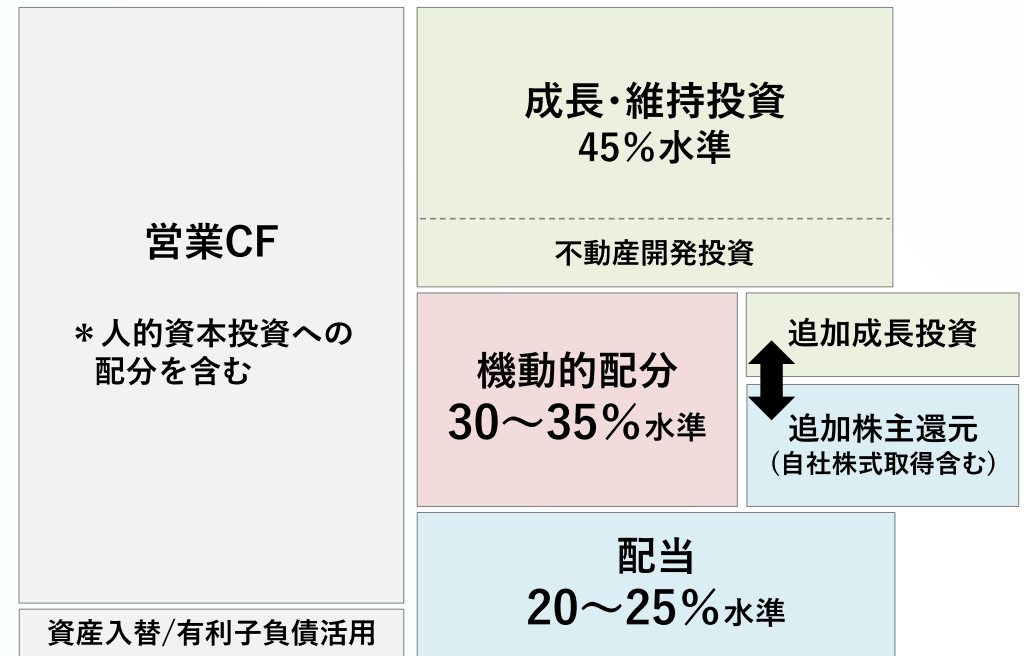 営業CF
＊人的資本投資への
配分を含む
資産入替/有利子負債活用
成長・維持投資
45％水準
不動産開発投資
機動的配分
30～35％水準
追加成長投資
追加株主還元
（自社株式取得含む）
配当
20～25％水準